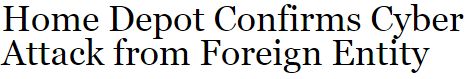 Home Depot Confirms Cyber
Attack from Foreign Entity